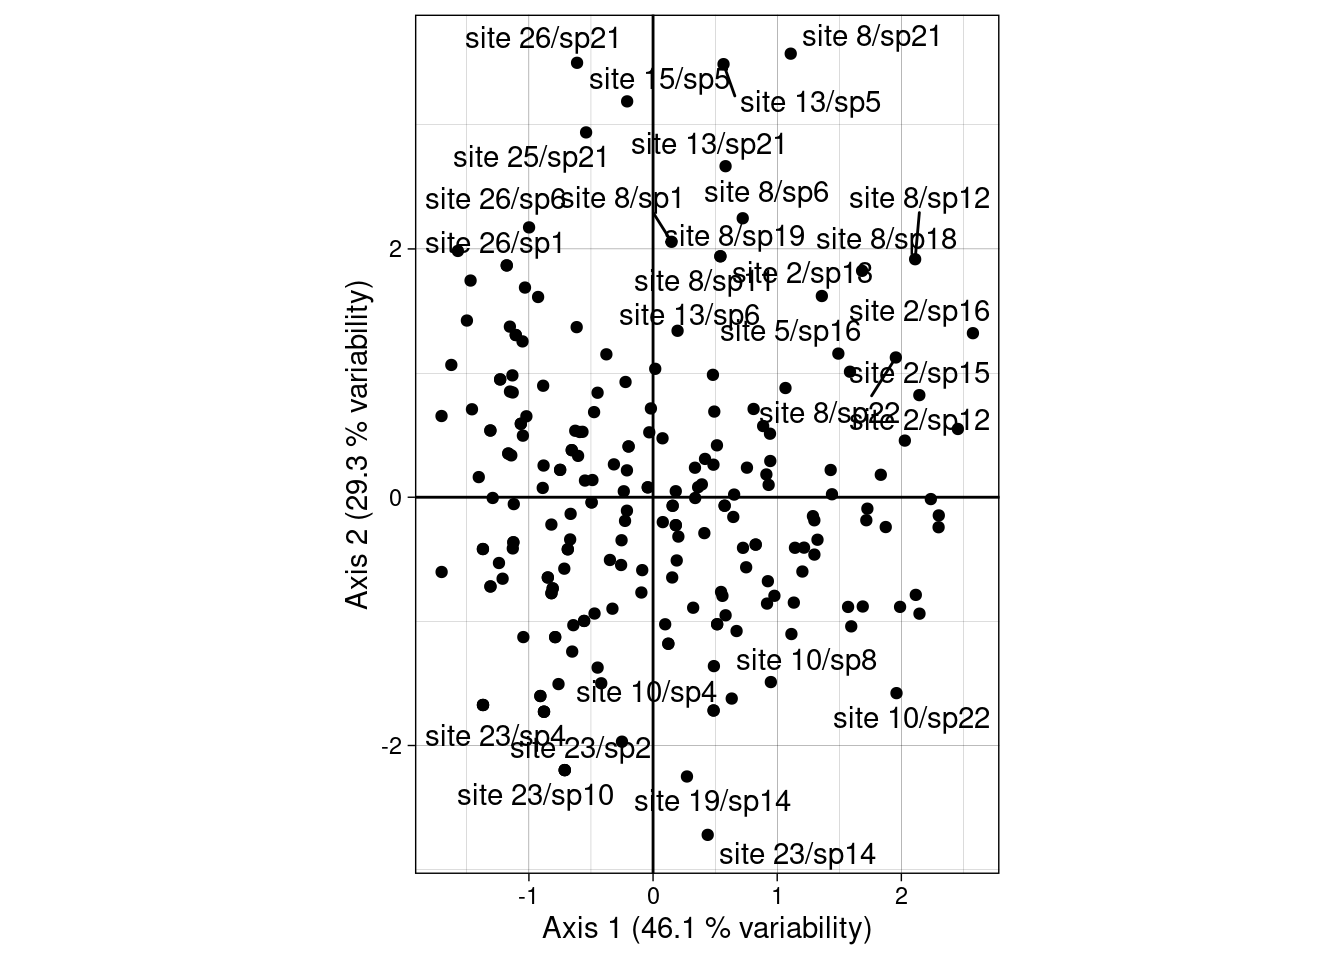 site 26/sp21
site 8/sp21
site 15/sp5
site 13/sp5
site 13/sp21
site 25/sp21
site 26/sp6
site 8/sp1
site 8/sp6
site 8/sp12
site 26/sp1
site 8/sp19
site 8/sp18
site 8/sp11
site 2/sp18
site 13/sp6
site 2/sp16
site 5/sp16
site 2/sp15
site 8/sp22
site 2/sp12
site 10/sp8
site 10/sp4
site 10/sp22
site 23/sp4
site 23/sp2
site 23/sp10
site 19/sp14
site 23/sp14
2
0
-2
-1
0
1
2
Axis 1 (46.1 % variability)
Axis 2 (29.3 % variability)